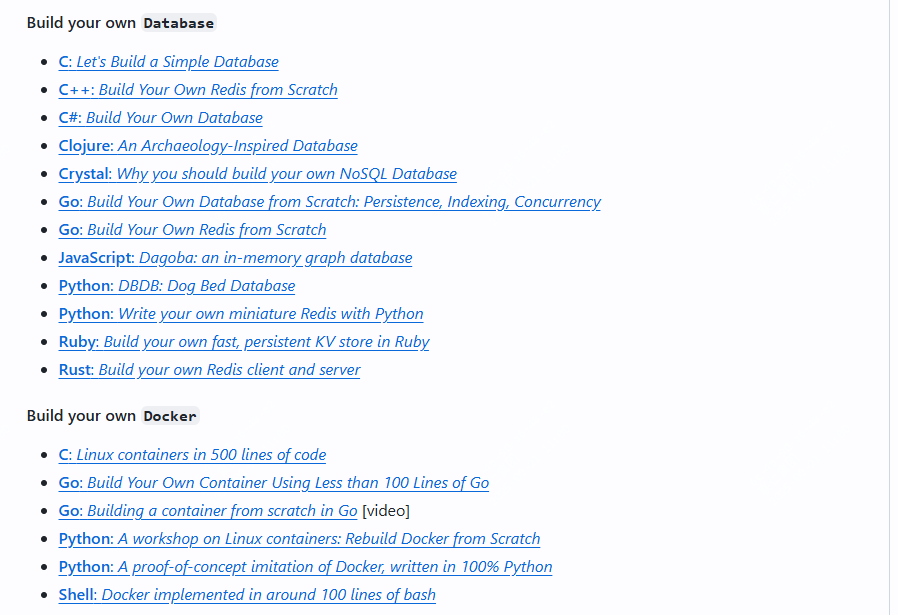 Build your own Database
C: Let's Build a Simple Database
C++: Build Your Own Redis from Scratch
C#: Build Your Own Database
Clojure: An Archaeology-Inspired Database
Crystal: Why you should build your own NoSQL Database
Go: Build Your Own Database from Scratch: Persistence, Indexing, Concurrency
Go: Build Your Own Redis from Scratch
JavaScript: Dagoba: an in-memory graph database
Python: DBDB: Dog Bed Database
Python: Write your own miniature Redis with Python
Ruby: Build your own fast, persistent KV store in Ruby
Rust: Build your own Redis client and server
Build your own Docker
C: Linux containers in 500 lines of code
Go: Build Your Own Container Using Less than 100 Lines of Go
Go: Building a container from scratch in Go [video]
Python: A workshop on Linux containers: Rebuild Docker from Scratch
Python: A proof-of-concept imitation of Docker, written in 100% Python
Shell: Docker implemented in around 100 lines of bash